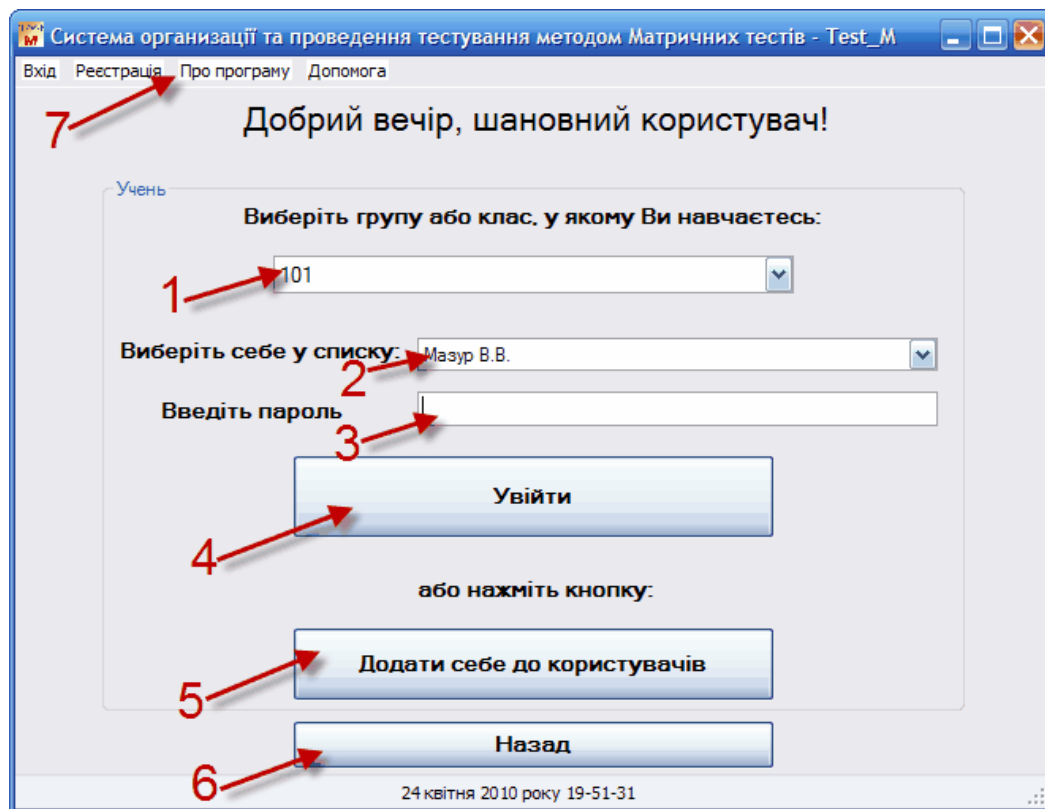 Система организації та проведення тестування методом Матричних тестів - Test_M
Вхід Реєстрація Про програму Допомога
7
Добрий вечір, шановний користувач!
Учень
Виберіть групу або клас, у якому Ви навчаєтесь:
1
101
Виберіть себе у списку:
2
Мазур В.В.
Введіть пароль
3
Увійти
4
або нажміть кнопку:
Додати себе до користувачів
5
Назад
6
24 квітня 2010 року 19-51-31